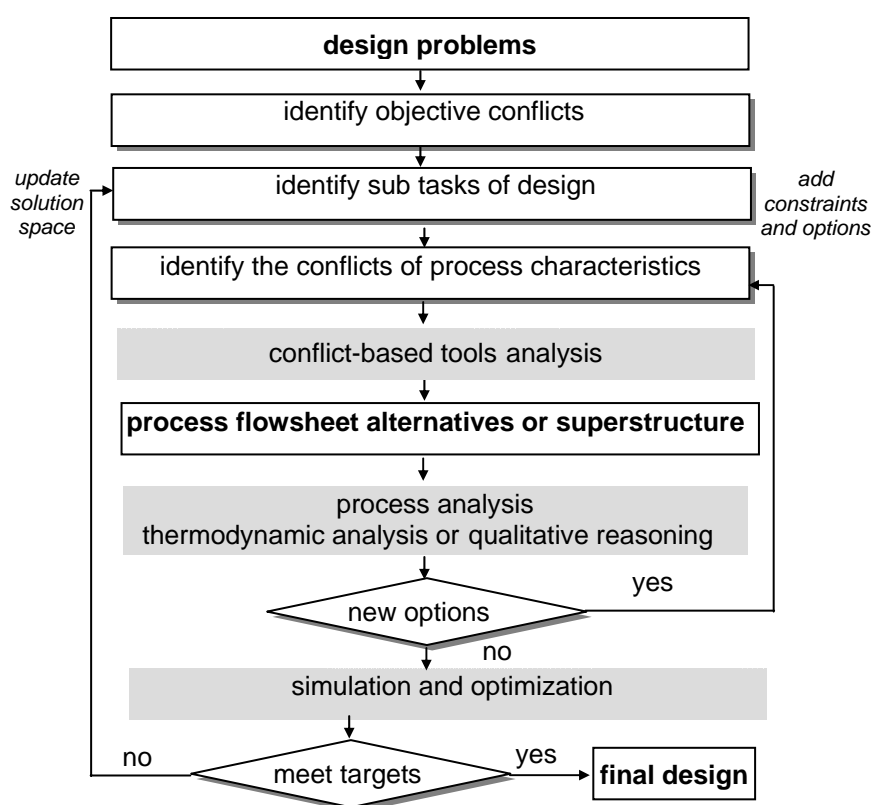 design problems
identify objective conflicts
update
solution
space
identify sub tasks of design
add
constraints
and options
identify the conflicts of process characteristics
conflict-based tools analysis
process flowsheet alternatives or superstructure
process analysis
thermodynamic analysis or qualitative reasoning
yes
new options
no
simulation and optimization
no
meet targets
yes
final design